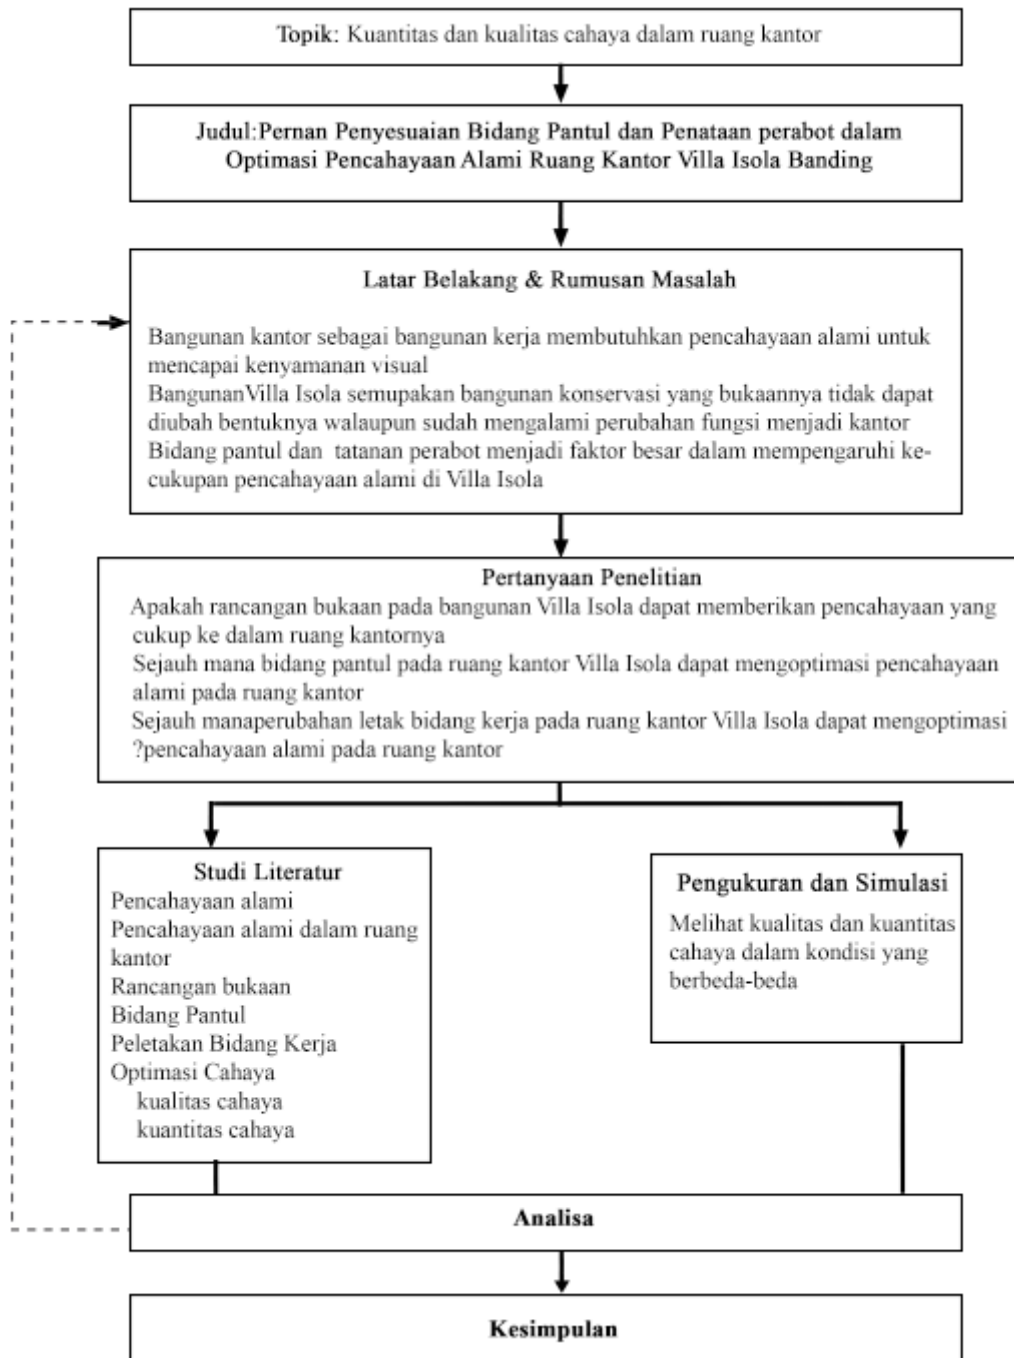 Topik: Kuantitas dan kualitas cahaya dalam ruang kantor
Judul:Pernan Penyesuaian Bidang Pantul dan Penataan perabot dalam
Optimasi Pencahayaan Alami Ruang Kantor Villa Isola Banding
Latar Belakang & Rumusan Masalah
Bangunan kantor sebagai bangunan kerja membutuhkan pencahayaan alami untuk
mencapai kenyamanan visual
BangunanVilla Isola semupakan bangunan konservasi yang bukaannya tidak dapat
diubah bentuknya walaupun sudah mengalami perubahan fungsi menjadi kantor
Bidang pantul dan tatanan perabot menjadi faktor besar dalam mempengaruhi ke-
cukupan pencahayaan alami di Villa Isola
Pertanyaan Penelitian
Apakah rancangan bukaan pada bangunan Villa Isola dapat memberikan pencahayaan yang
cukup ke dalam ruang kantornya
Sejauh mana bidang pantul pada ruang kantor Villa Isola dapat mengoptimasi pencahayaan
alami pada ruang kantor
Sejauh manaperubahan letak bidang kerja pada ruang kantor Villa Isola dapat mengoptimasi
?pencahayaan alami pada ruang kantor
Studi Literatur
Pencahayaan alami
Pencahayaan alami dalam ruang
kantor
Rancangan bukaan
Bidang Pantul
Peletakan Bidang Kerja
Optimasi Cahaya
kualitas cahaya
kuantitas cahaya
Pengukuran dan Simulasi
Melihat kualitas dan kuantitas
cahaya dalam kondisi yang
berbeda-beda
Analisa
Kesimpulan